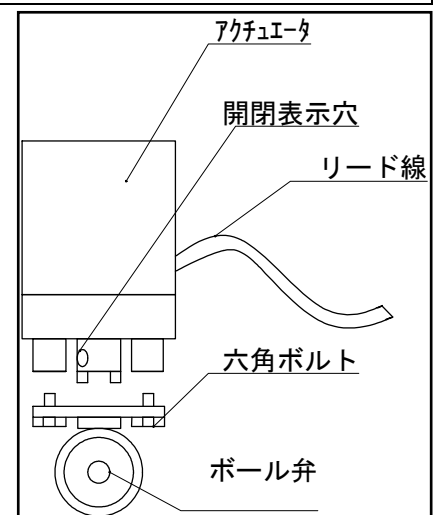 アクチュエータ
開閉表示穴
リード線
六角ボルト
ボール弁